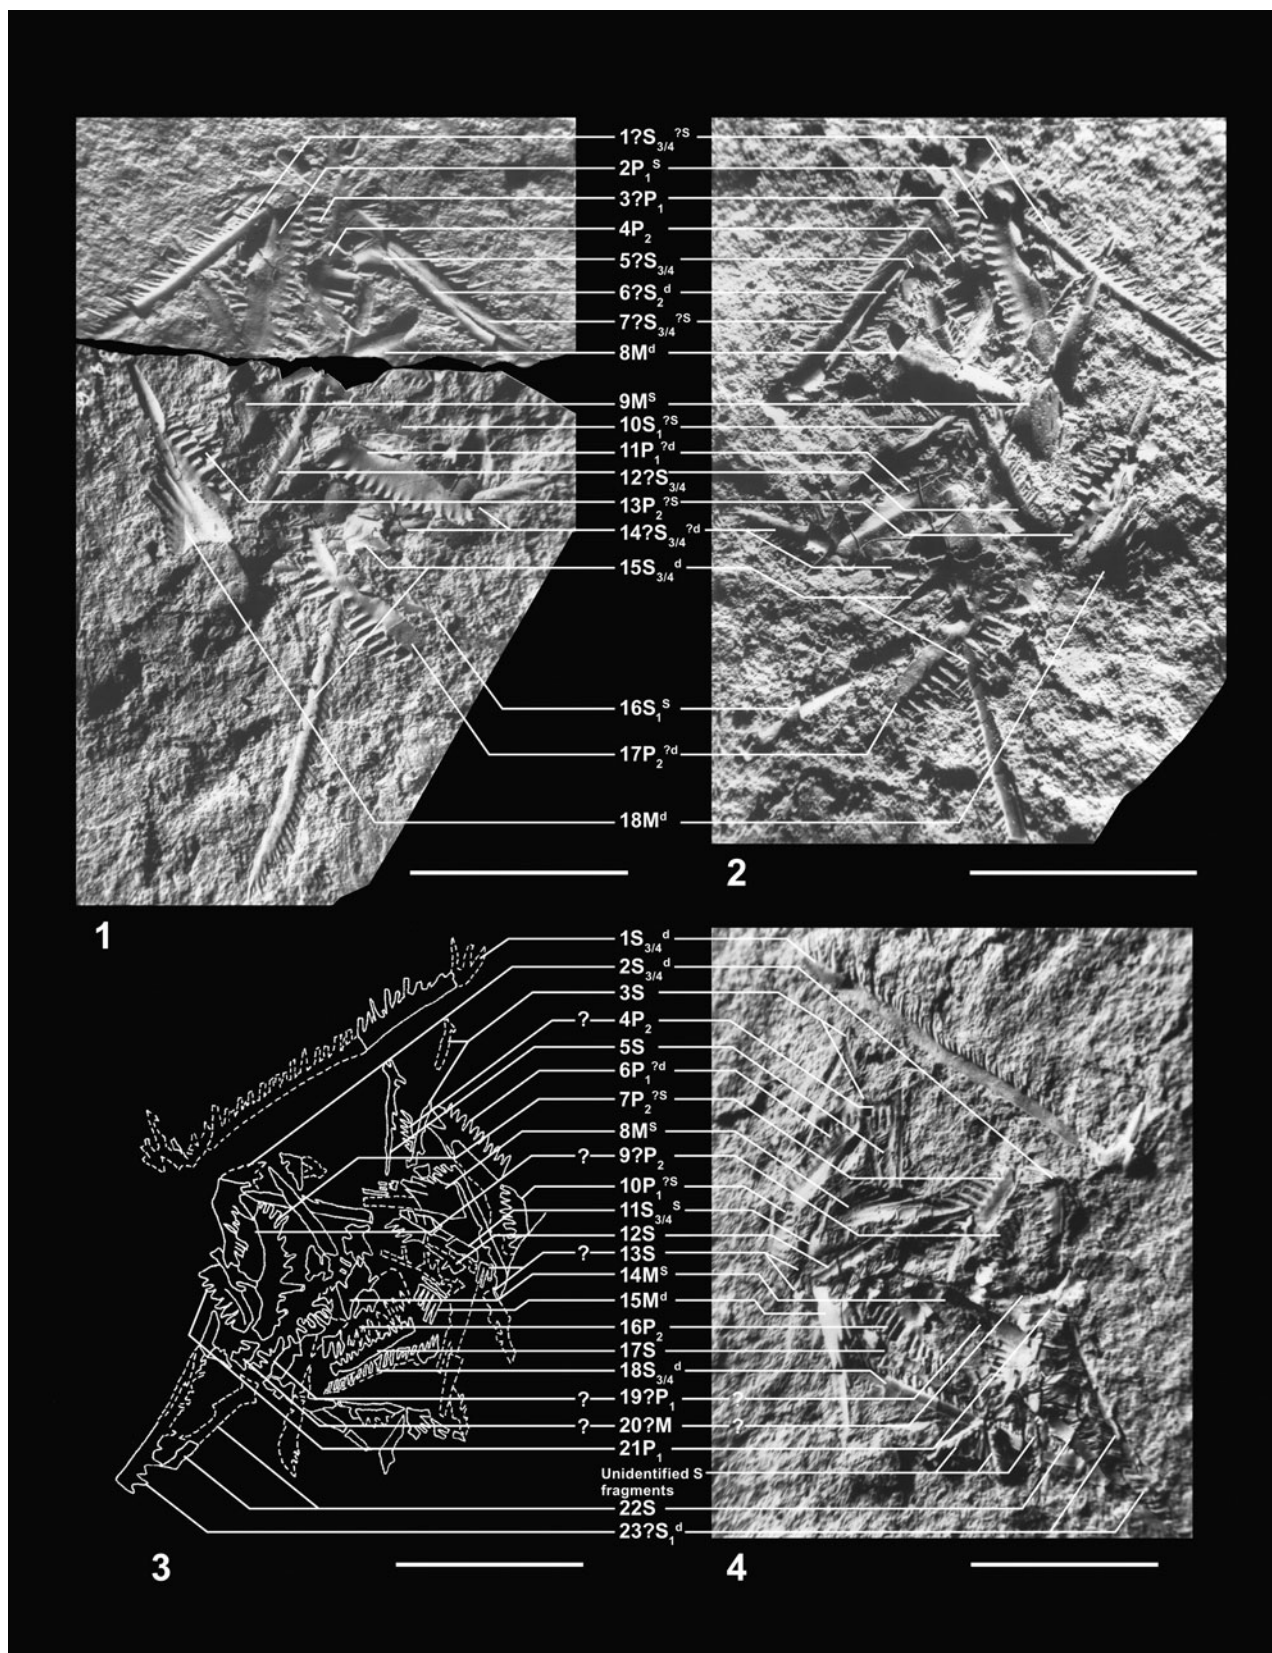 1?S3/4?S
2P1S
3?P1
4P2
5?S3/4
6?S2d
7?S3/4?S
8Md
9MS
10S1?S
11P1?d
12?S3/4
13P2?S
14?S3/4?d
15S3/4d
16S1S
17P2?d
18Md
1
2
1S3/4d
2S3/4d
3S
? 4P2
5S
6P1?d
7P2?S
8MS
? 9?P2
10P1?S
11S3/4S
12S
? 13S
14MS
15Md
16P2
17S
18S3/4d
? 19?P1 ?
? 20?M ?
21P1
Unidentified S
fragments
22S
23?S1d
3
4